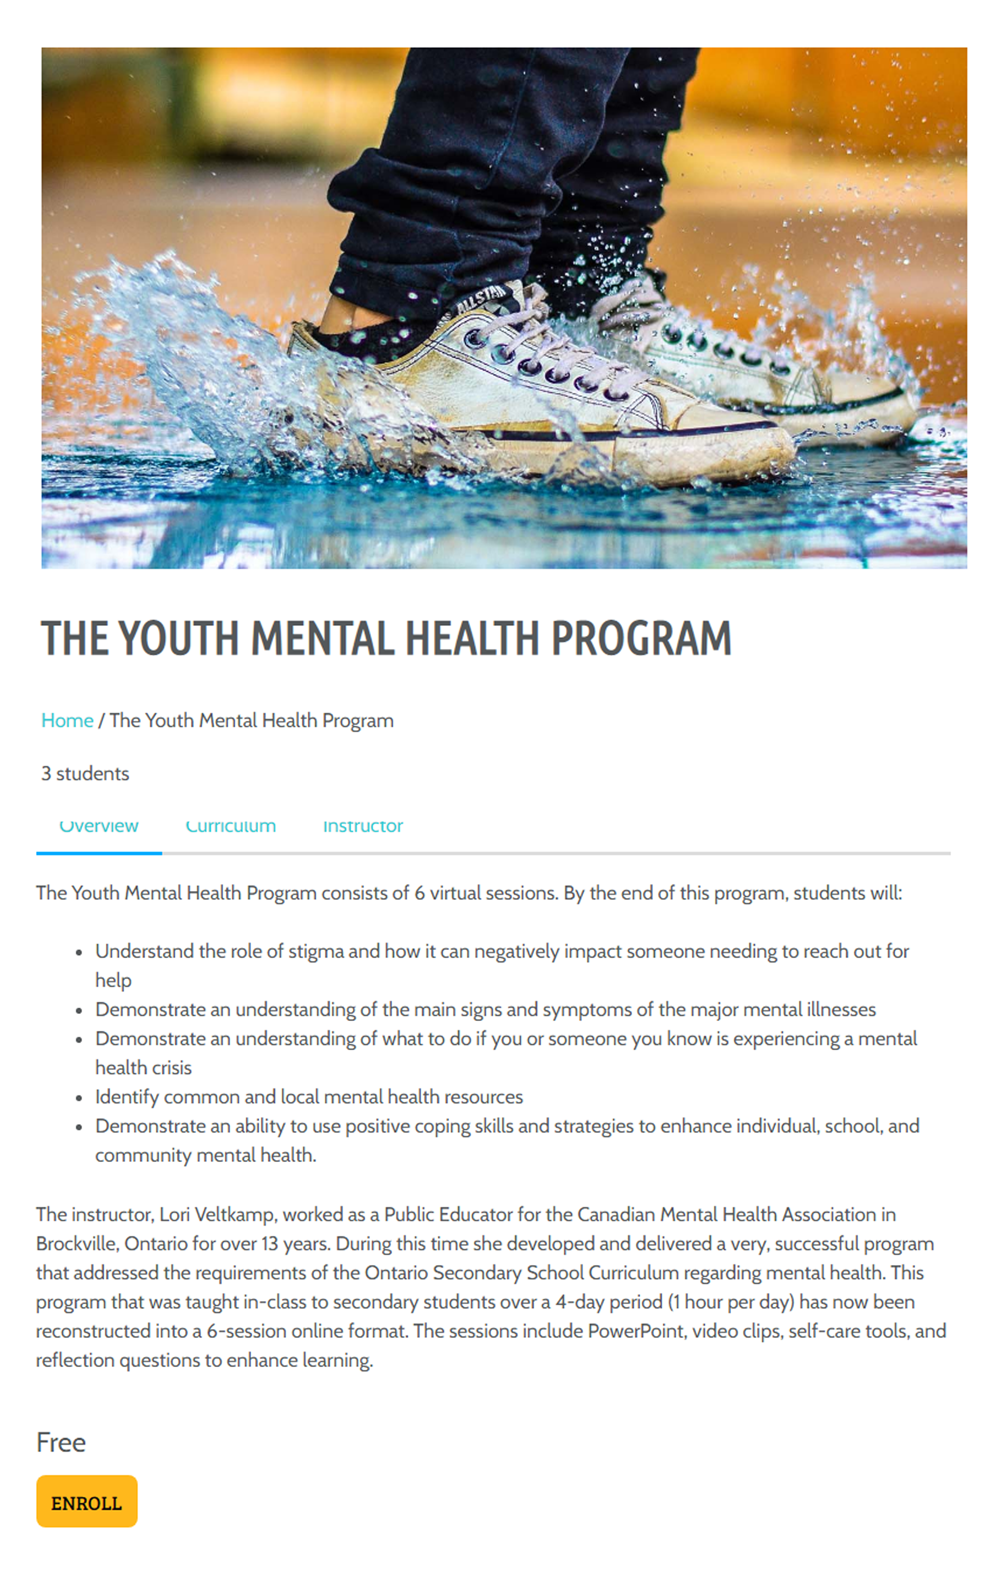 ALLSTAR
THE YOUTH MENTAL HEALTH PROGRAM
Home / The Youth Mental Health Program
3 students
Overview Curriculum Instructor
The Youth Mental Health Program consists of 6 virtual sessions. By the end of this program, students will:
• Understand the role of stigma and how it can negatively impact someone needing to reach out for
help
• Demonstrate an understanding of the main signs and symptoms of the major mental illnesses
• Demonstrate an understanding of what to do if you or someone you know is experiencing a mental
health crisis
• Identify common and local mental health resources
• Demonstrate an ability to use positive coping skills and strategies to enhance individual, school, and
community mental health.
The instructor, Lori Veltkamp, worked as a Public Educator for the Canadian Mental Health Association in
Brockville, Ontario for over 13 years. During this time she developed and delivered a very, successful program
that addressed the requirements of the Ontario Secondary School Curriculum regarding mental health. This
program that was taught in-class to secondary students over a 4-day period (1 hour per day) has now been
reconstructed into a 6-session online format. The sessions include PowerPoint, video clips, self-care tools, and
reflection questions to enhance learning.
Free
ENROLL